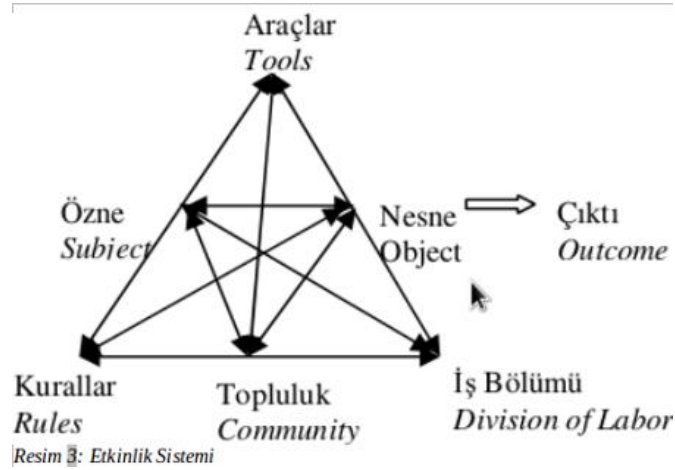 Araçlar
Tools
Özne
Subject
Nesne
Object
Çıktı
Outcome
Kurallar
Rules
Topluluk
Community
İş Bölümü
Division of Labor
Resim 3: Etkinlik Sistemi